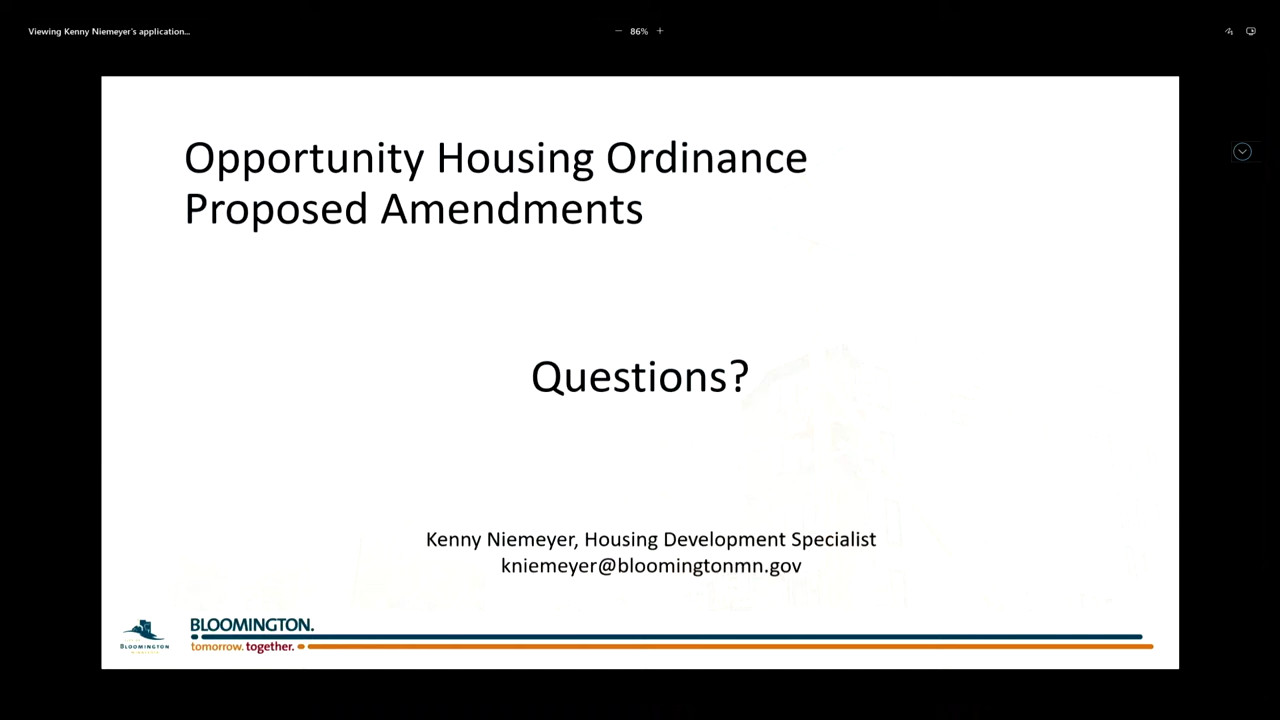 Viewing Kenny Niemeyer's application...
− 86% +
Opportunity Housing Ordinance
Proposed Amendments
Questions?
Kenny Niemeyer, Housing Development Specialist
kniemeyer@bloomingtonmn.gov
BLOOMINGTON.
tomorrow. together.
BLOOMINGTON